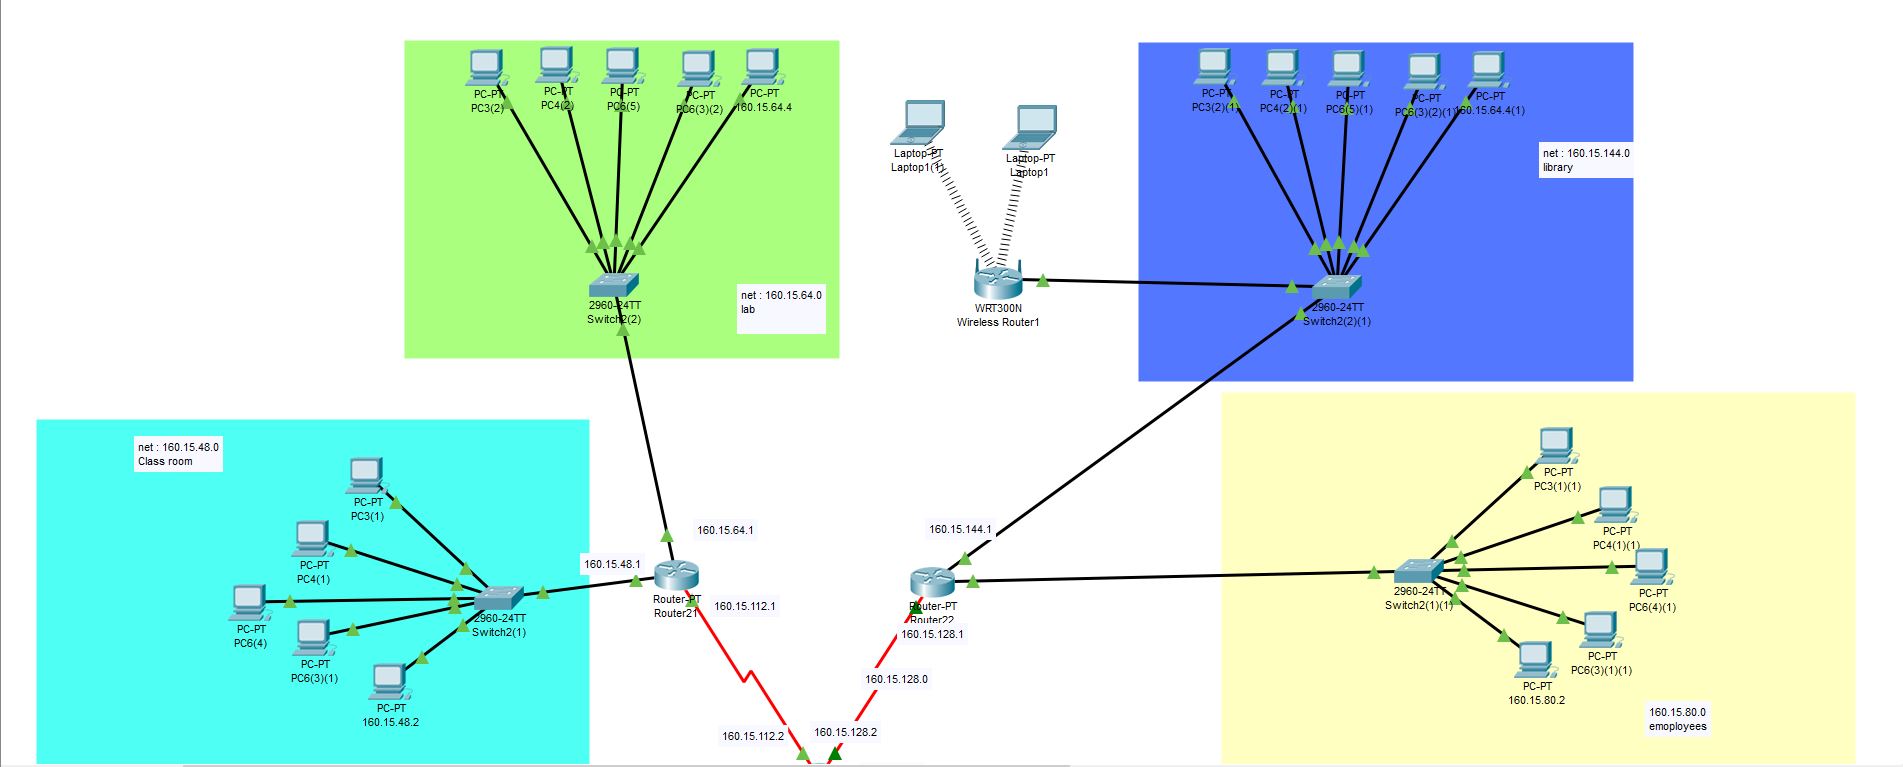 PC-PT
PC3(2)
PC-PT
PC4(2)
PC-PT
PC6(5)
PC-PT
PC6(3)(2)
PC-PT
160.15.64.4
2960-24TT
Switch2(2)
net : 160.15.64.0
lab
Laptop-PT
Laptop1(1)
Laptop-PT
Laptop1
WRT300N
Wireless Router1
PC-PT
PC3(2)(1)
PC-PT
PC4(2)(1)
PC-PT
PC6(5)(1)
PC-PT
PC6(3)(2)(1)
PC-PT
160.15.64.4(1)
net : 160.15.144.0
library
2960-24TT
Switch2(2)(1)
net : 160.15.48.0
Class room
PC-PT
PC3(1)
PC-PT
PC4(1)
PC-PT
PC6(4)
PC-PT
PC6(3)(1)
PC-PT
160.15.48.2
2960-24TT
Switch2(1)
160.15.48.1
160.15.64.1
Router-PT
Router21
160.15.112.1
160.15.112.2
160.15.144.1
Router-PT
Router22
160.15.128.1
160.15.128.0
160.15.128.2
2960-24TT
Switch2(1)(1)
PC-PT
PC3(1)(1)
PC-PT
PC4(1)(1)
PC-PT
PC6(4)(1)
PC-PT
PC6(3)(1)(1)
PC-PT
160.15.80.2
160.15.80.0
emoployees